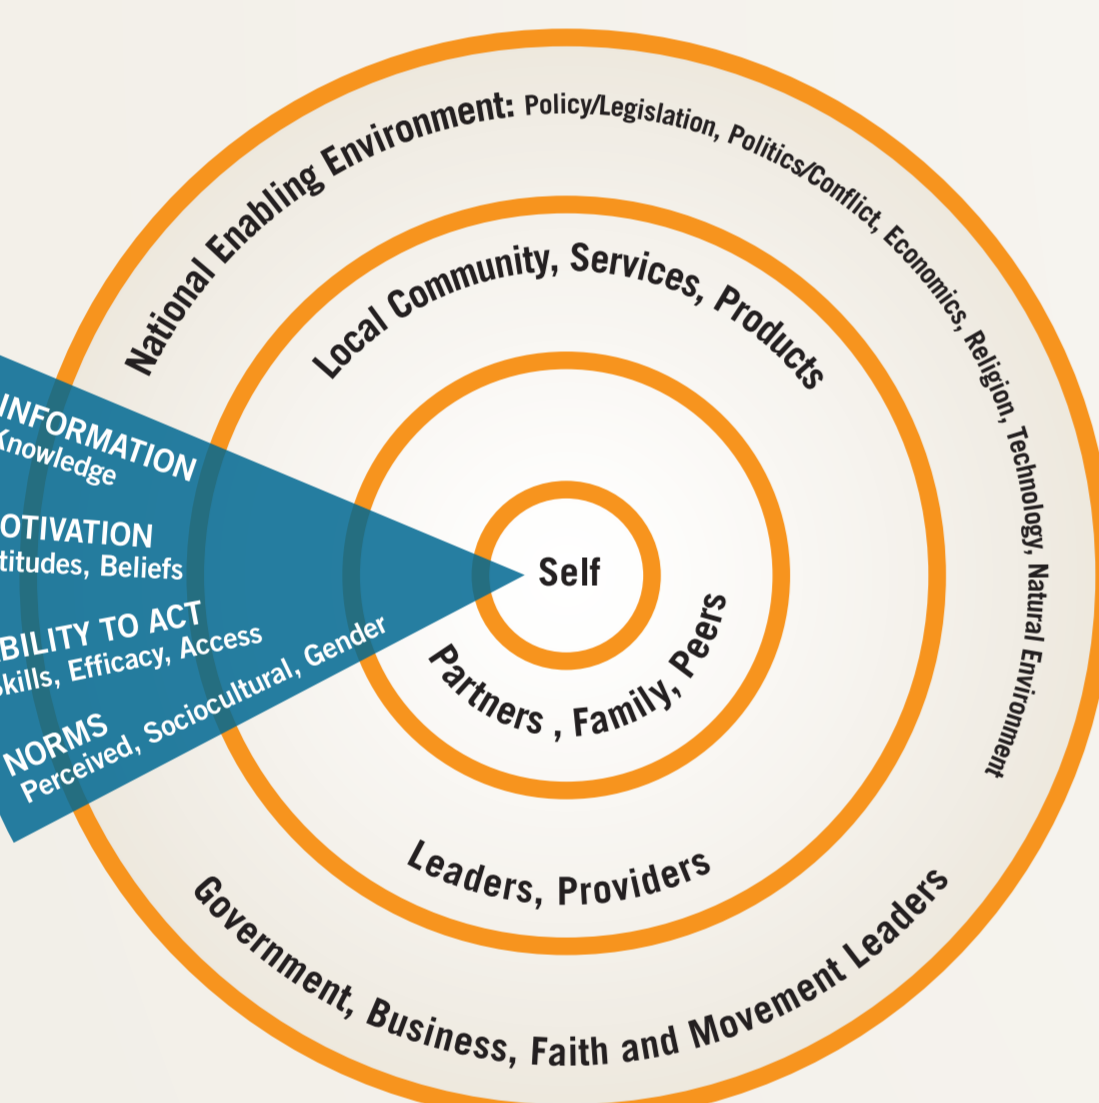 National Enabling Environment: Policy/Legislation, Politics/Conflict, Economics, Religion, Technology, Natural Environment
Local Community, Services, Products
INFORMATION
Knowledge
OTIVATION
titudes, Beliefs
BILITY TO ACT
Skills, Efficacy, Access
NORMS
Perceived, Sociocultural, Gender
Self
Partners , Family, Peers
Leaders, Providers
Government, Business, Faith and Movement Leaders